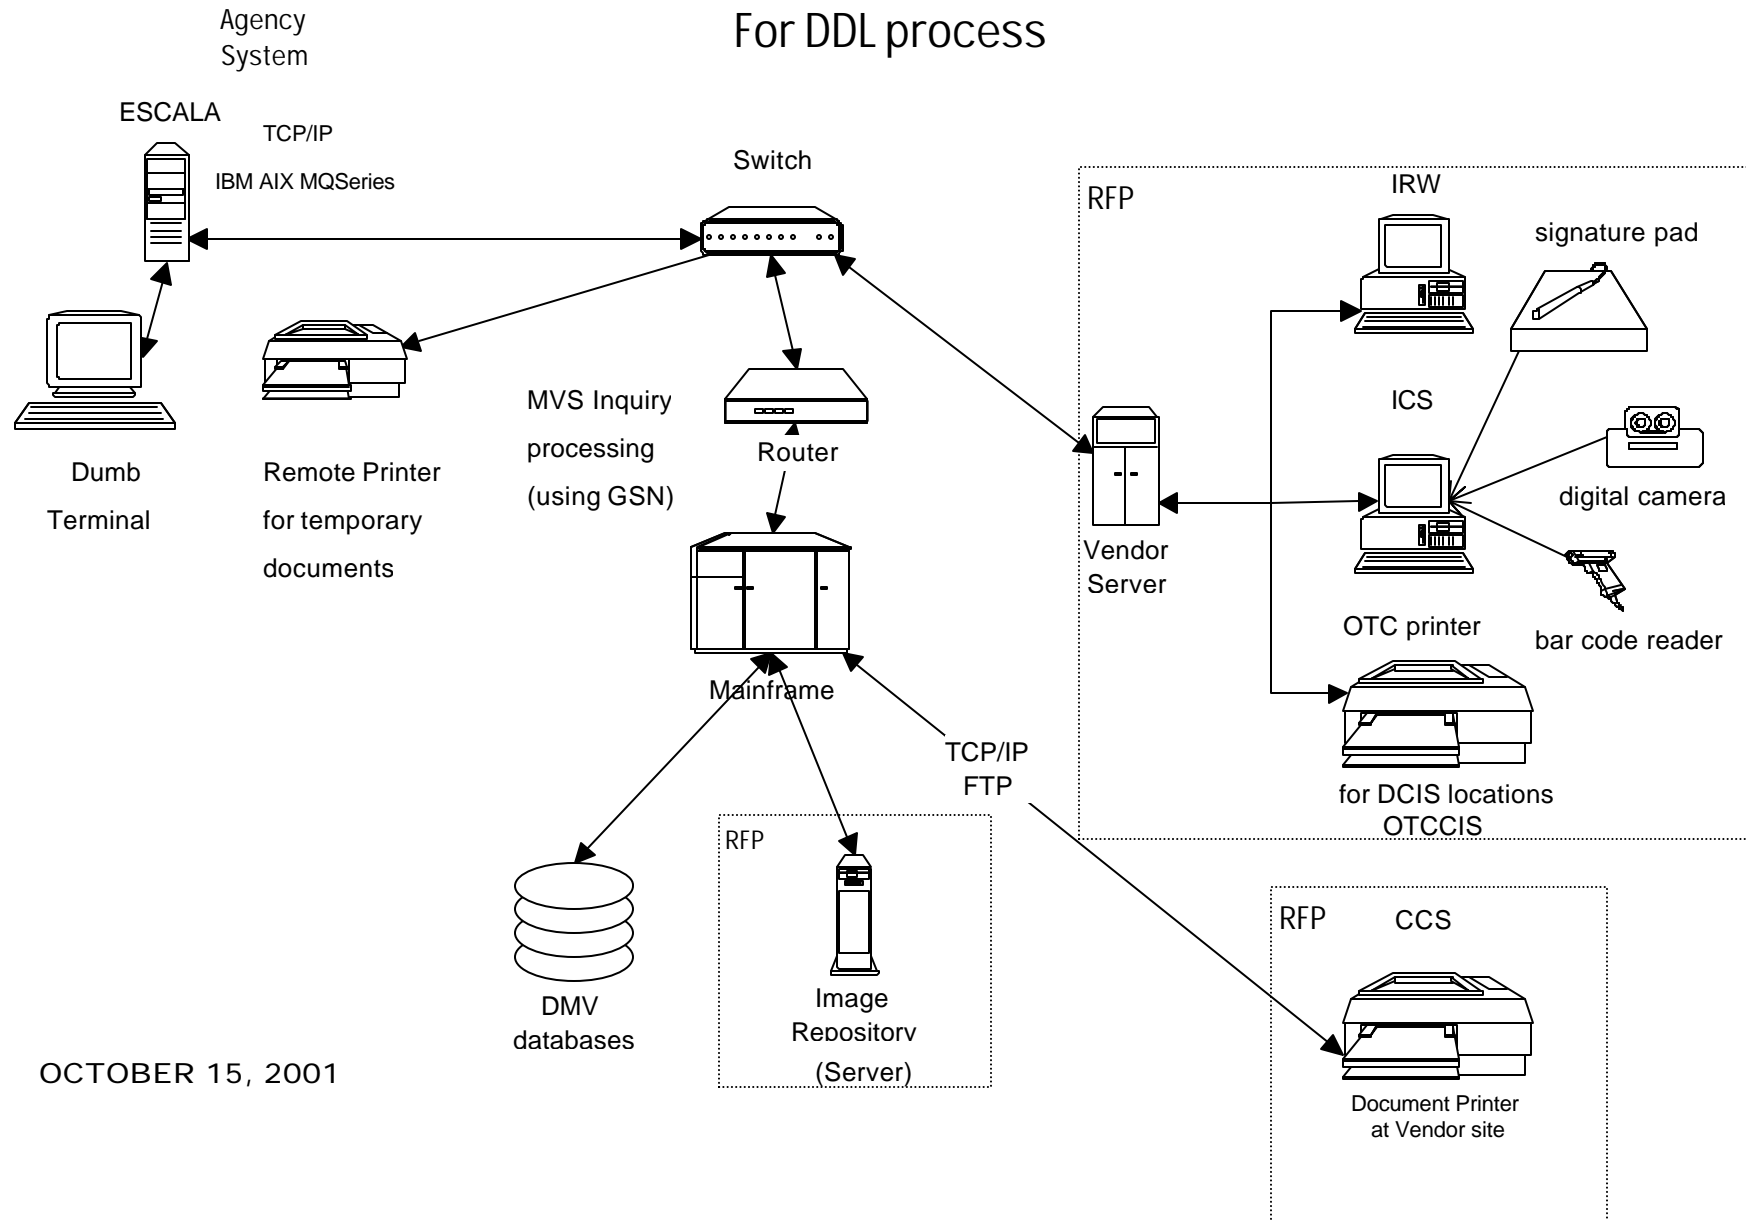 Agency
System
For DDL process
ESCALA
TCP/IP
IBM AIX MQSeries
Switch
RFP
IRW
signature pad
MVS Inquiry
processing
(using GSN)
Router
ICS
Dumb
Terminal
Remote Printer
for temporary
documents
digital camera
Vendor
Server
OTC printer
bar code reader
Mainframe
TCP/IP
FTP
for DCIS locations
OTCCIS
RFP
RFP
CCS
DMV
databases
Image
Repository
(Server)
OCTOBER 15, 2001
Document Printer
at Vendor site